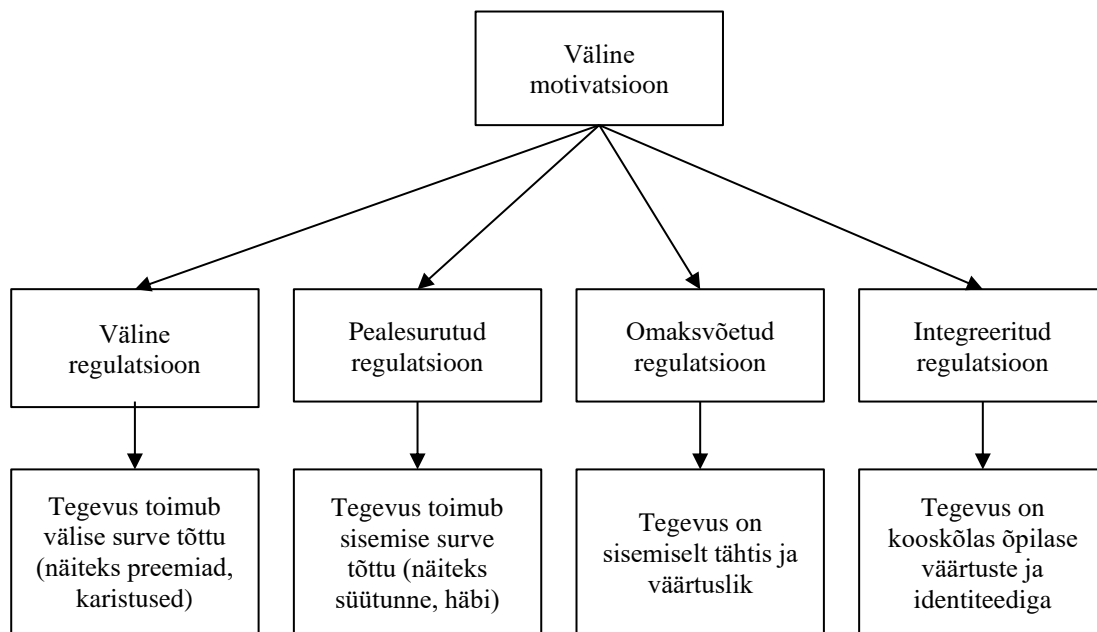 Väline
motivatsioon
Väline
regulatsioon
Pealesurutud
regulatsioon
Omaksvõetud
regulatsioon
Integreeritud
regulatsioon
Tegevus toimub
välise surve tõttu
(näiteks preemiad,
karistused)
Tegevus toimub
sisemise surve
tõttu (näiteks
süütunne, häbi)
Tegevus on
sisemiselt tähtis ja
väärtuslik
Tegevus on
kooskõlas õpilase
väärtuste ja
identiteediga